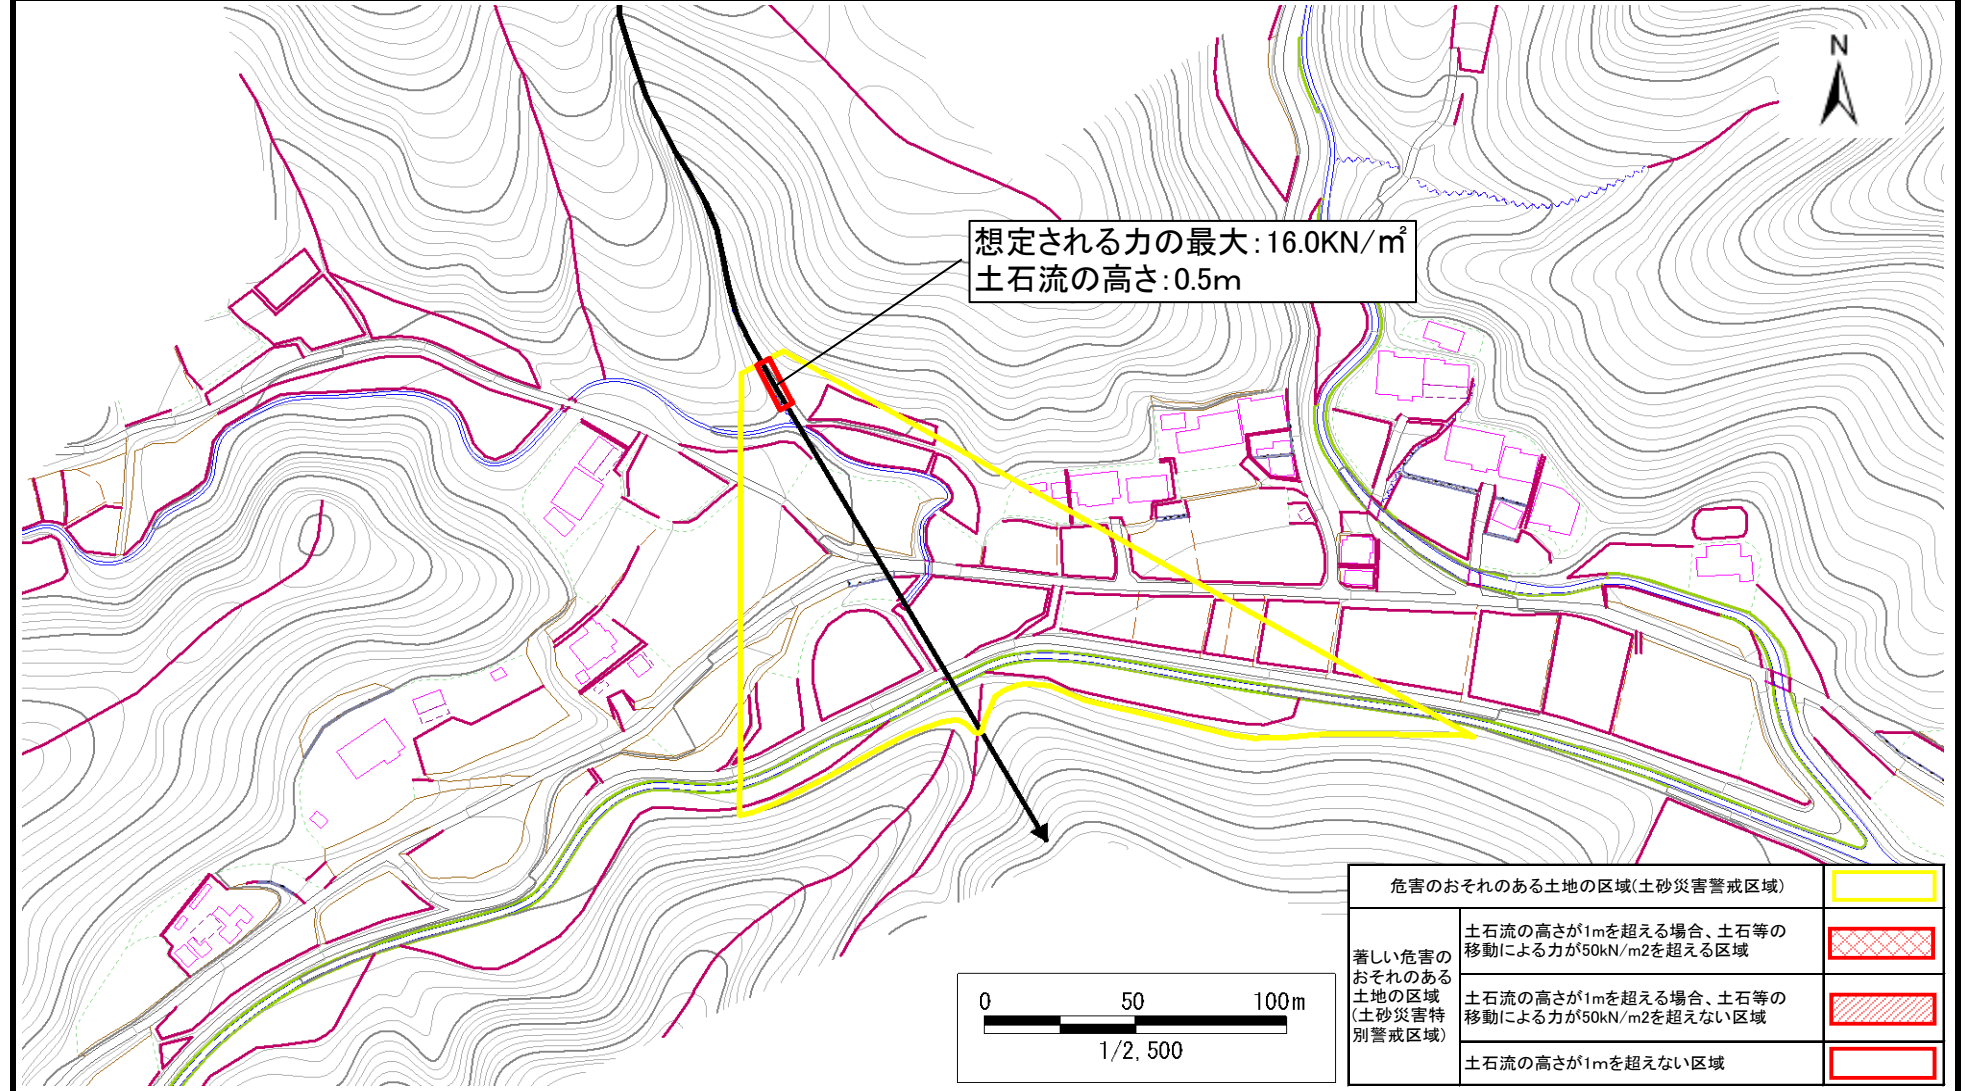 N
想定される力の最大:16.0KN/㎡
土石流の高さ:0.5m
危害のおそれのある土地の区域(土砂災害警戒区域)
著しい危害の
おそれのある
土地の区域
(土砂災害特
別警戒区域)
土石流の高さが1mを超える場合、土石等の
移動による力が50kN/m2を超える区域
土石流の高さが1mを超える場合、土石等の
移動による力が50kN/m2を超えない区域
土石流の高さが1mを超えない区域
0 50 100m
1/2,500